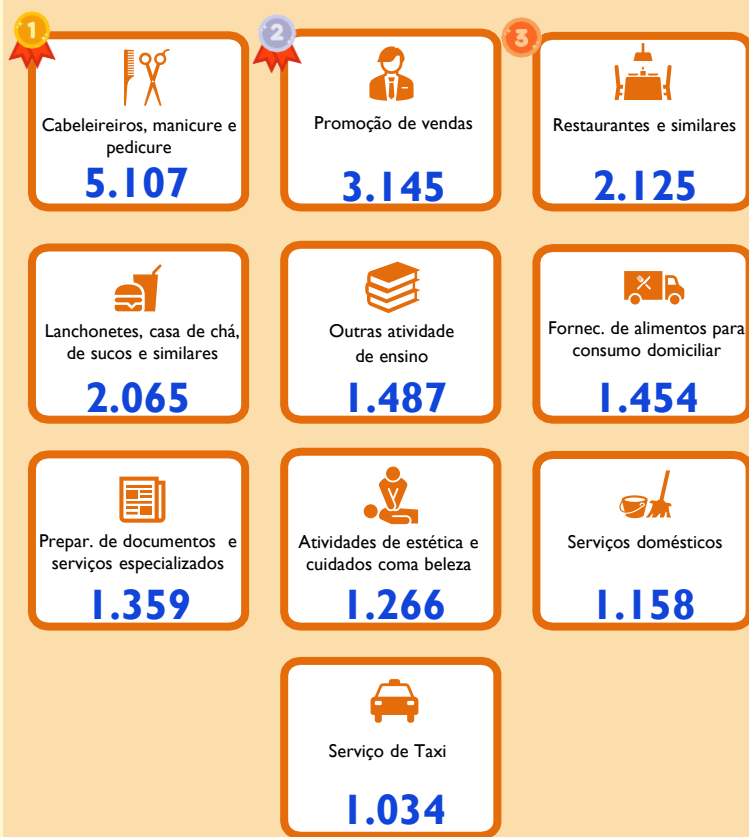 1
2
3
Cabeleireiros, manicure e
pedicure
5.107
Promoção de vendas
3.145
Restaurantes e similares
2.125
Lanchonetes, casa de chá,
de sucos e similares
2.065
Outras atividade
de ensino
1.487
Fornec. de alimentos para
consumo domiciliar
1.454
Prepar. de documentos e
serviços especializados
1.359
Atividades de estética e
cuidados coma beleza
1.266
Serviços domésticos
1.158
Serviço de Taxi
1.034